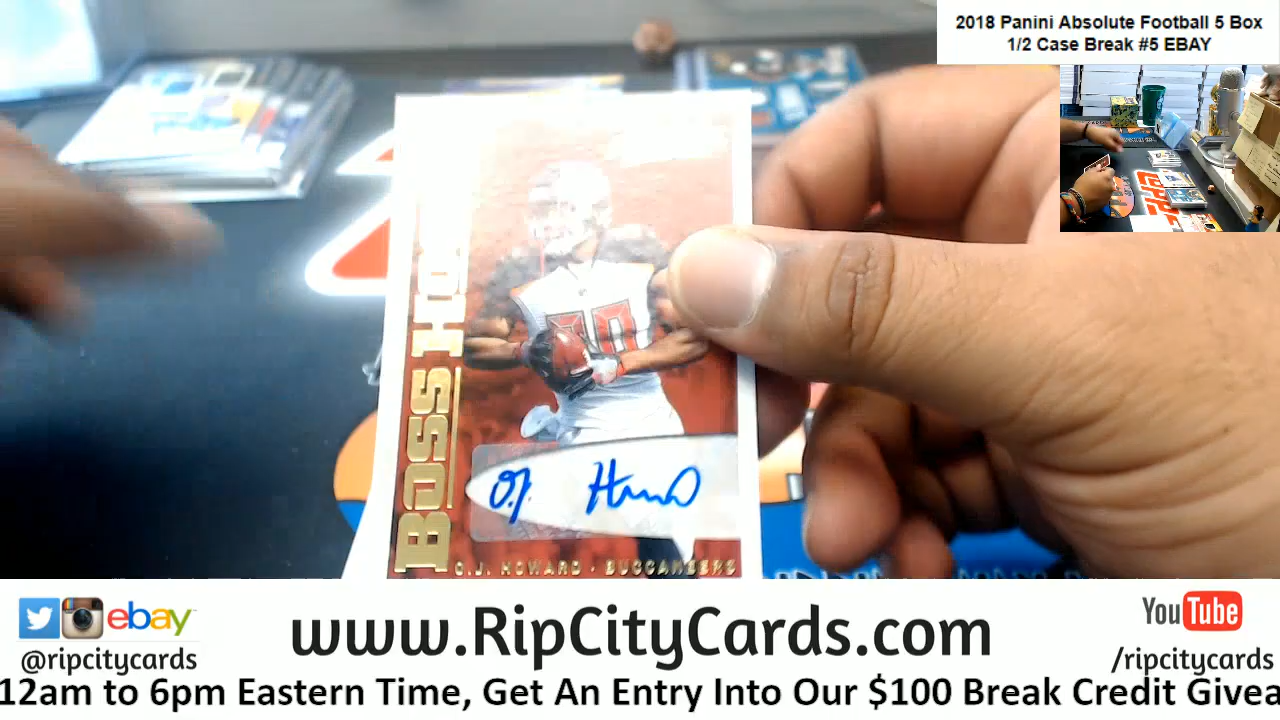 2018 Panini Absolute Football 5 Box
1/2 Case Break #5 EBAY
BOSS
80
O.J. Howard
O.J. HOWARD · BUCCANEERS
ebay
www.RipCityCards.com
YouTube
@ripcitycards
/ripcitycards
12am to 6pm Eastern Time, Get An Entry Into Our $100 Break Credit Givea